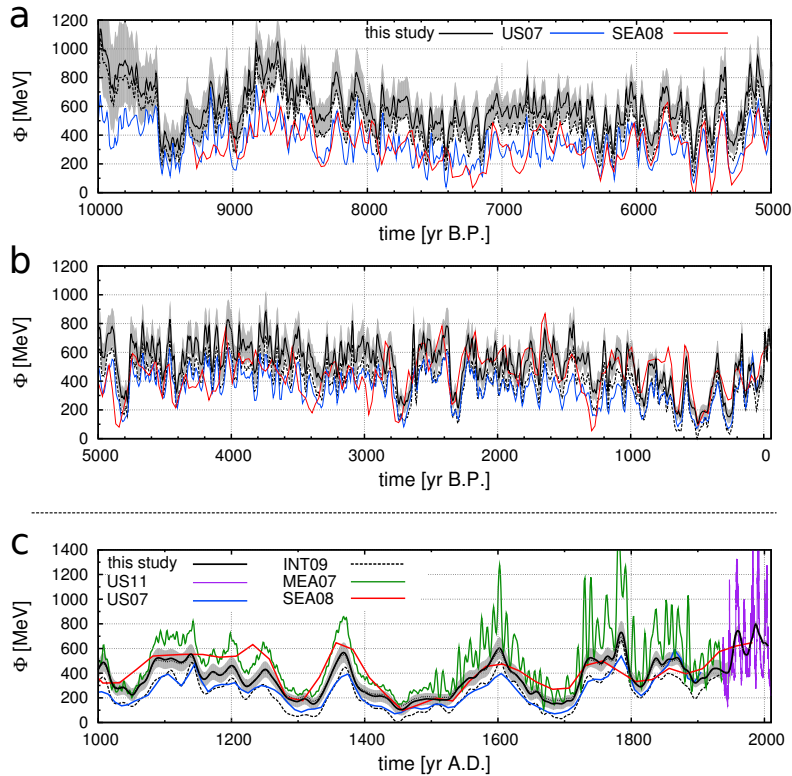 a
this study US07 SEA08
1200
1000
800
600
400
200
0
Φ [MeV]
10000 9000 8000 7000 6000 5000
time [yr B.P.]
b
1200
1000
800
600
400
200
0
Φ [MeV]
5000 4000 3000 2000 1000 0
time [yr B.P.]
c
this study INT09
US11 MEA07
US07 SEA08
1400
1200
1000
800
600
400
200
0
Φ [MeV]
1000 1200 1400 1600 1800 2000
time [yr A.D.]